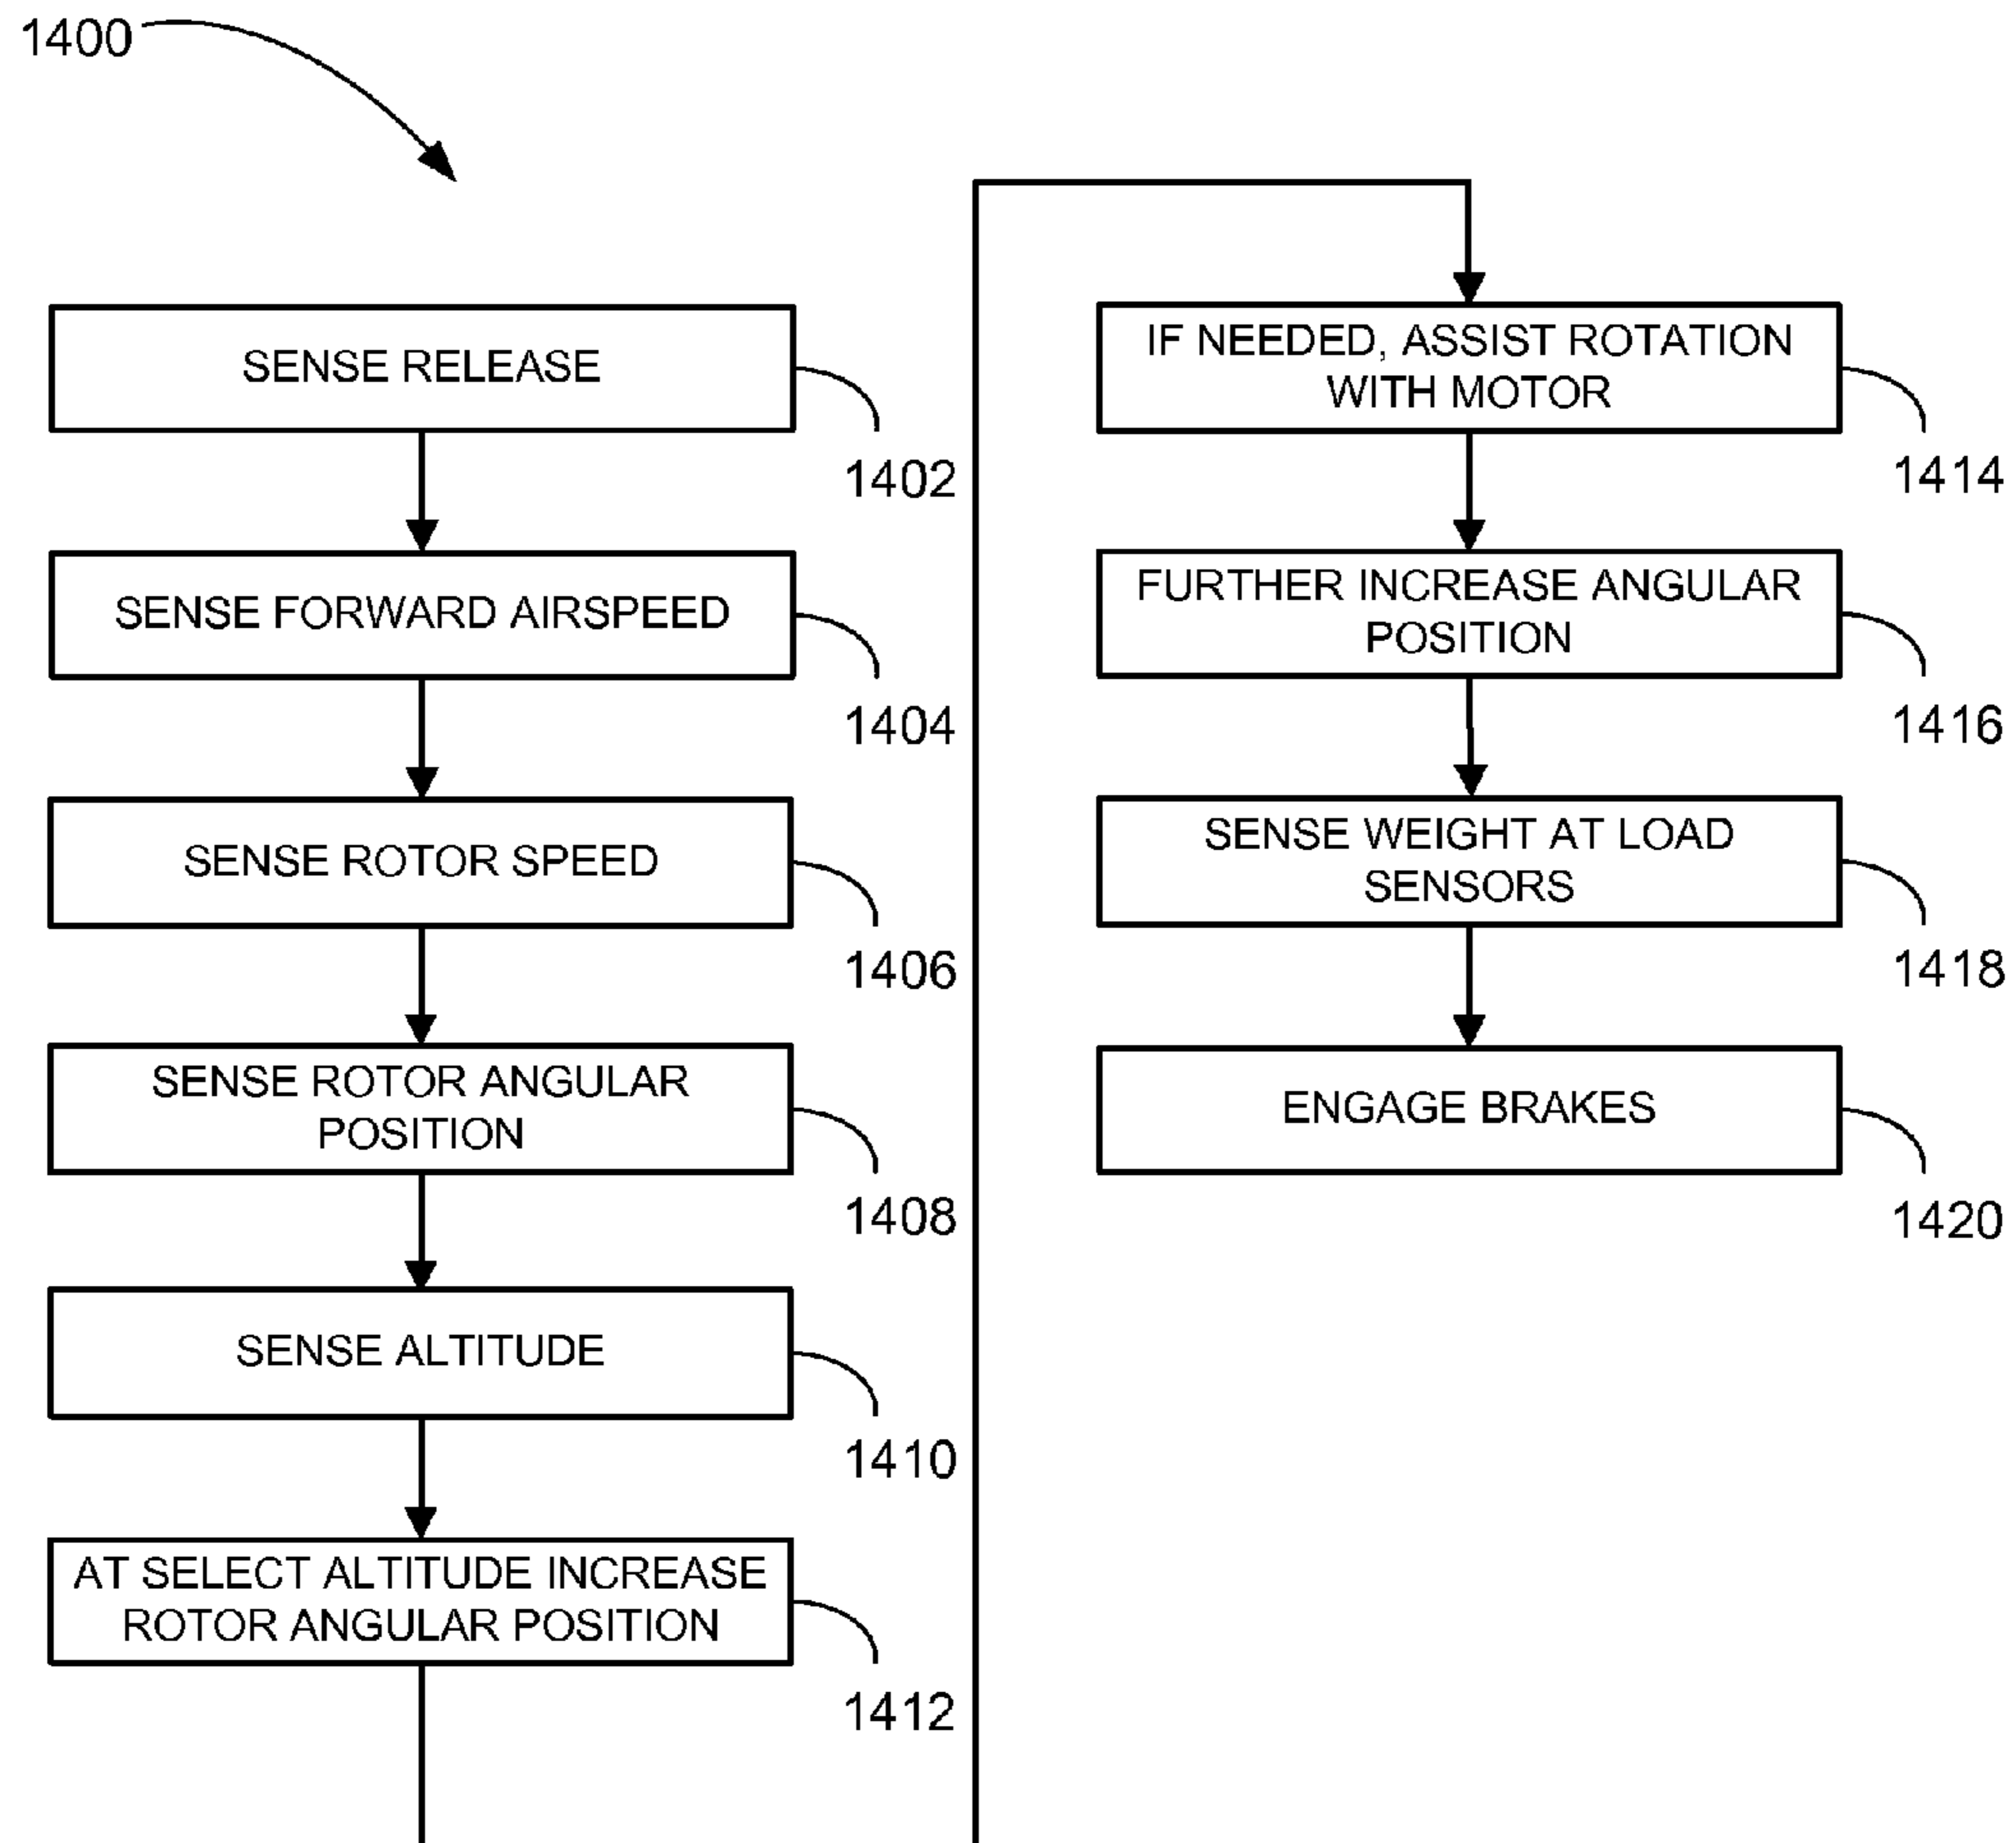 1400
SENSE RELEASE
1402
SENSE FORWARD AIRSPEED
1404
SENSE ROTOR SPEED
1406
SENSE ROTOR ANGULAR
POSITION
1408
SENSE ALTITUDE
1410
AT SELECT ALTITUDE INCREASE
ROTOR ANGULAR POSITION
1412
IF NEEDED, ASSIST ROTATION
WITH MOTOR
1414
FURTHER INCREASE ANGULAR
POSITION
1416
SENSE WEIGHT AT LOAD
SENSORS
1418
ENGAGE BRAKES
1420